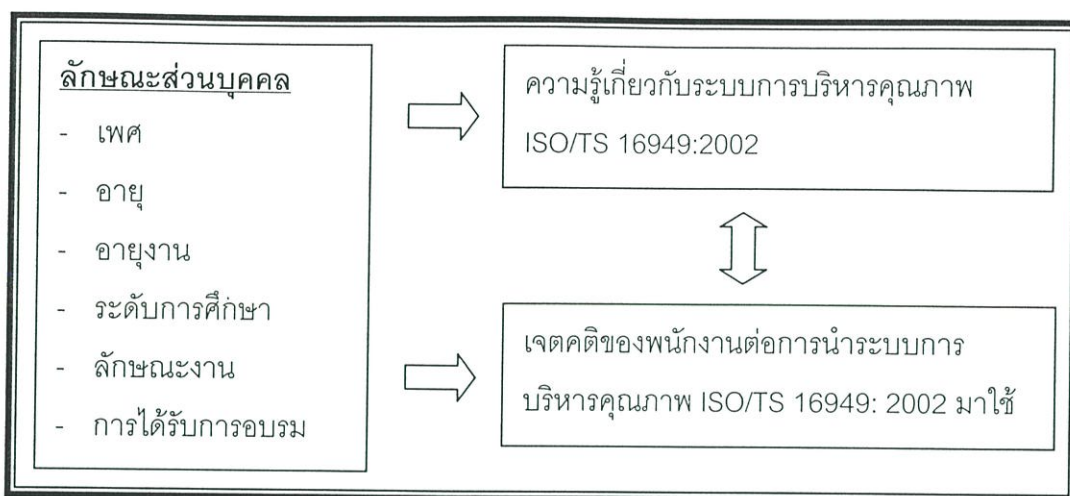 ลักษณะส่วนบุคคล
- เพศ
- อายุ
- อายุงาน
- ระดับการศึกษา
- ลักษณะงาน
- การได้รับการอบรม
ความรู้เกี่ยวกับระบบการบริหารคุณภาพ
ISO/TS 16949:2002
เจตคติของพนักงานต่อการนำระบบการ
บริหารคุณภาพ ISO/TS 16949: 2002 มาใช้